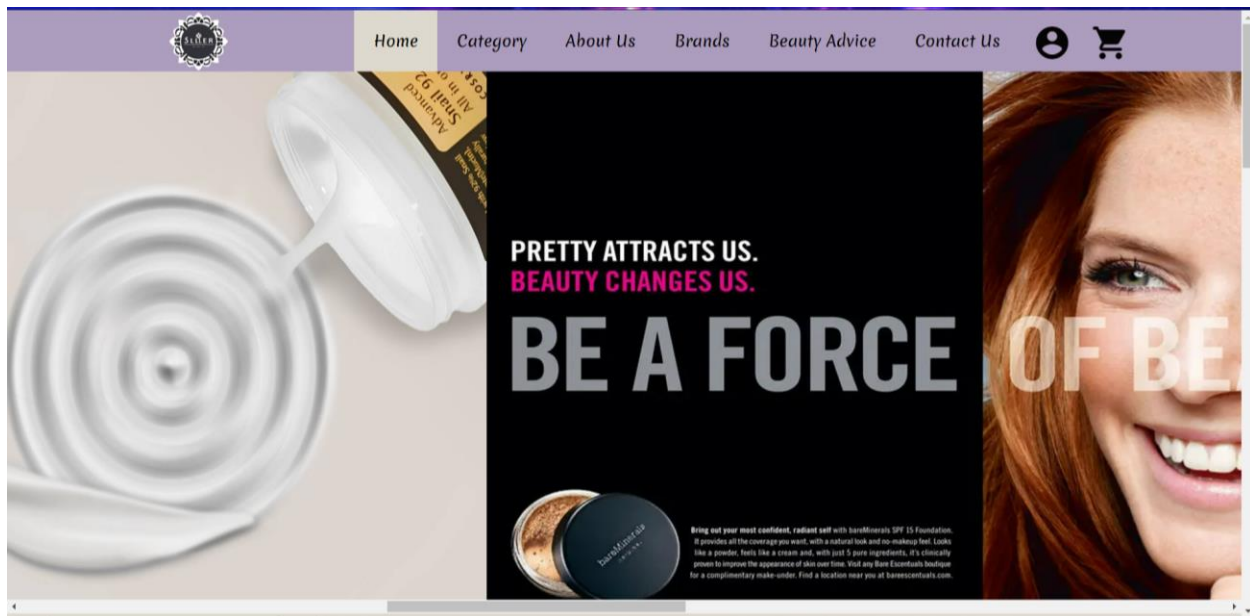 SLIER
Home
Category
About Us
Brands
Beauty Advice
Contact Us
Advanced
Snail 92
All in
PRETTY ATTRACTS US.
BEAUTY CHANGES US.
BE A FORCE OF BEA
bareMinerals
Bring out your most confident, radiant self with bareMinerals SPF 15 Foundation.
It provides all the coverage you want, with a natural look and no-makeup feel. Looks
like a powder, feels like a cream and, with just 5 pure ingredients, it's clinically
proven to improve the appearance of skin over time. Visit any Bare Escentuals boutique
for a complimentary make-under. Find a location near you at bareescentuals.com.